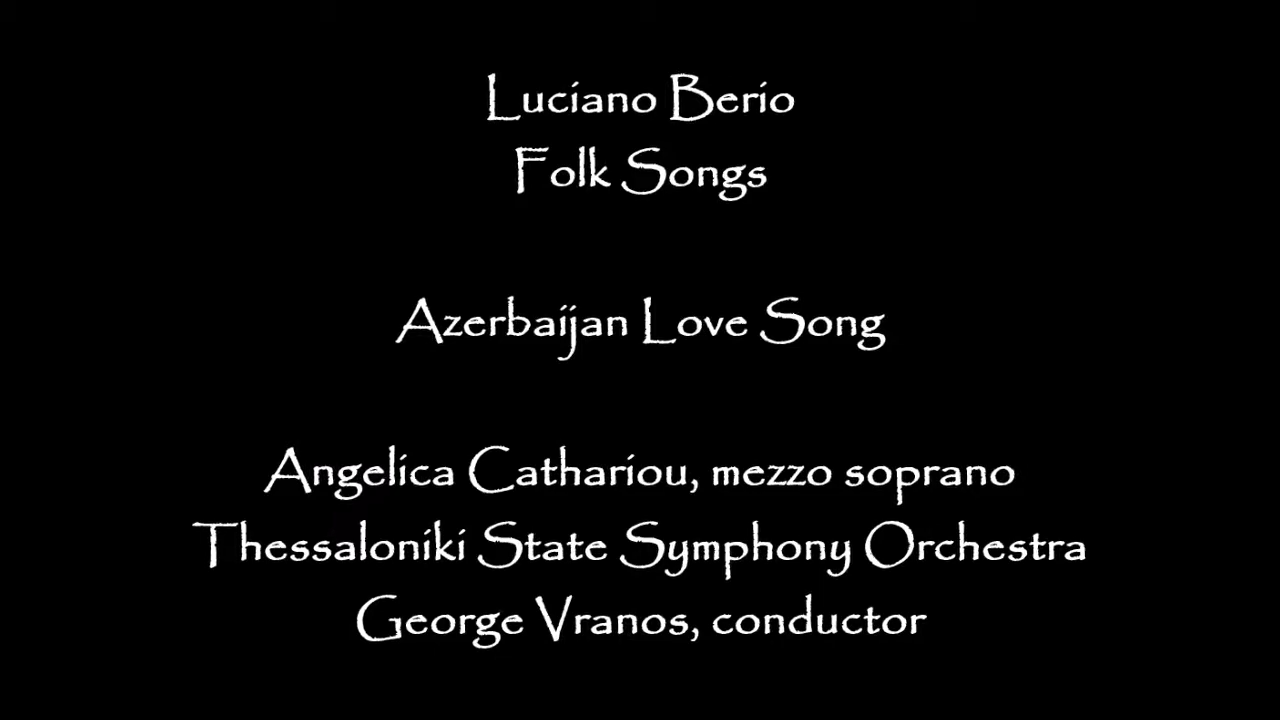 Luciano Berio
Folk Songs
Azerbaijan Love Song
Angelica Cathariou, mezzo soprano
Thessaloniki State Symphony Orchestra
George Vranos, conductor